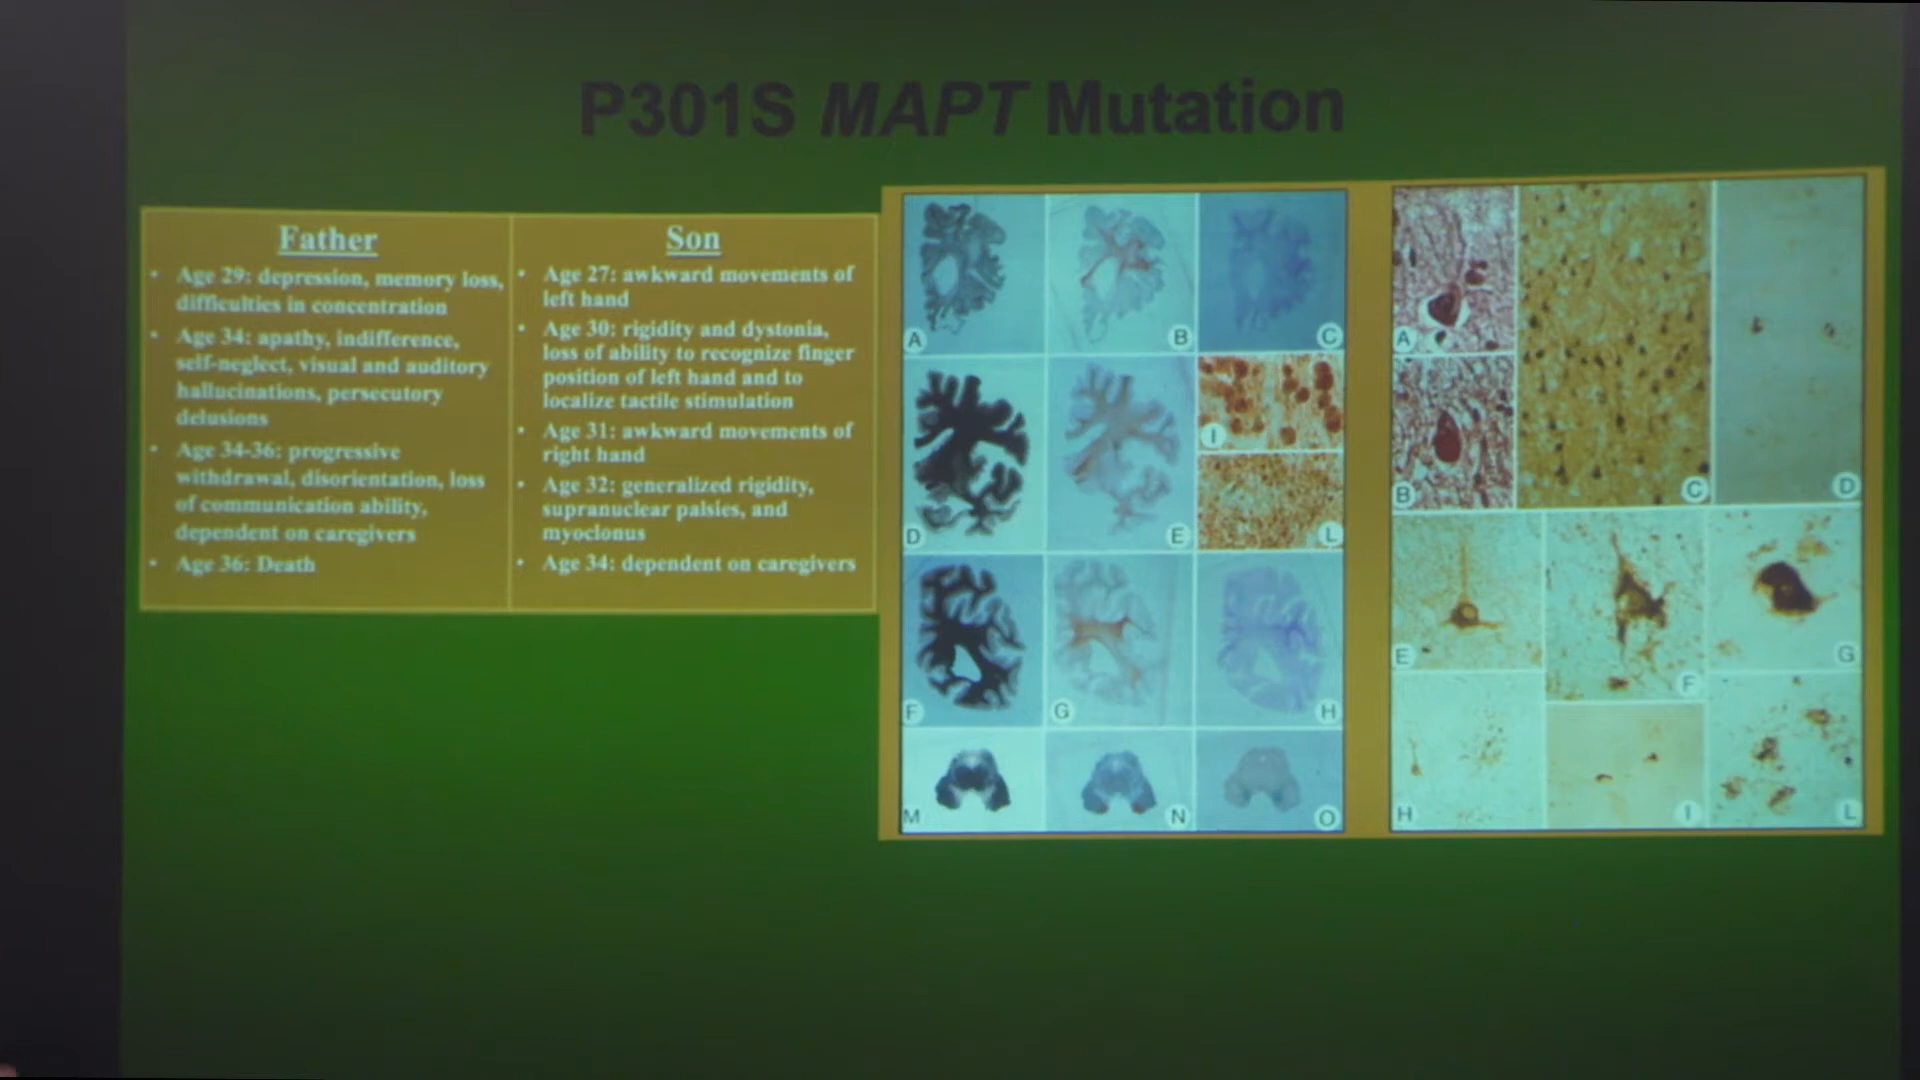 P301S MAPT Mutation
Father
• Age 29: depression, memory loss,
difficulties in concentration
• Age 34: apathy, indifference,
self-neglect, visual and auditory
hallucinations, persecutory
delusions
• Age 34-36: progressive
withdrawal, disorientation, loss
of communication ability,
dependent on caregivers
• Age 36: Death
Son
• Age 27: awkward movements of
left hand
• Age 30: rigidity and dystonia,
loss of ability to recognize finger
position of left hand and to
localize tactile stimulation
• Age 31: awkward movements of
right hand
• Age 32: generalized rigidity,
supranuclear palsies, and
myoclonus
• Age 34: dependent on caregivers
A B C
I
D E L
F G H
M N O
A
B C D
E F G
H I L